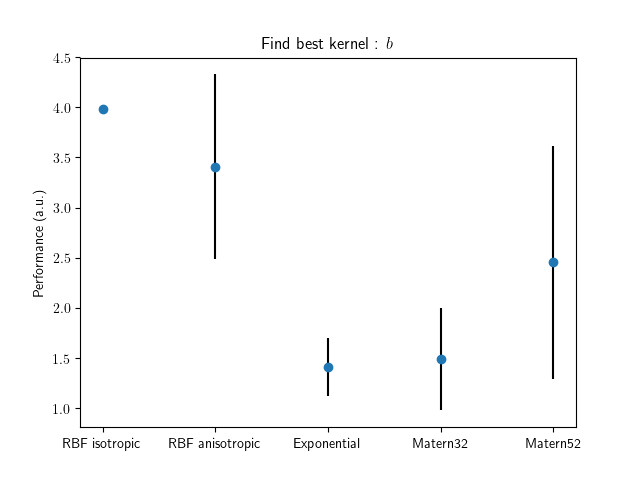 Find best kernel : b
Performance (a.u.)
4.5
4.0
3.5
3.0
2.5
2.0
1.5
1.0
RBF isotropic RBF anisotropic Exponential Matern32 Matern52